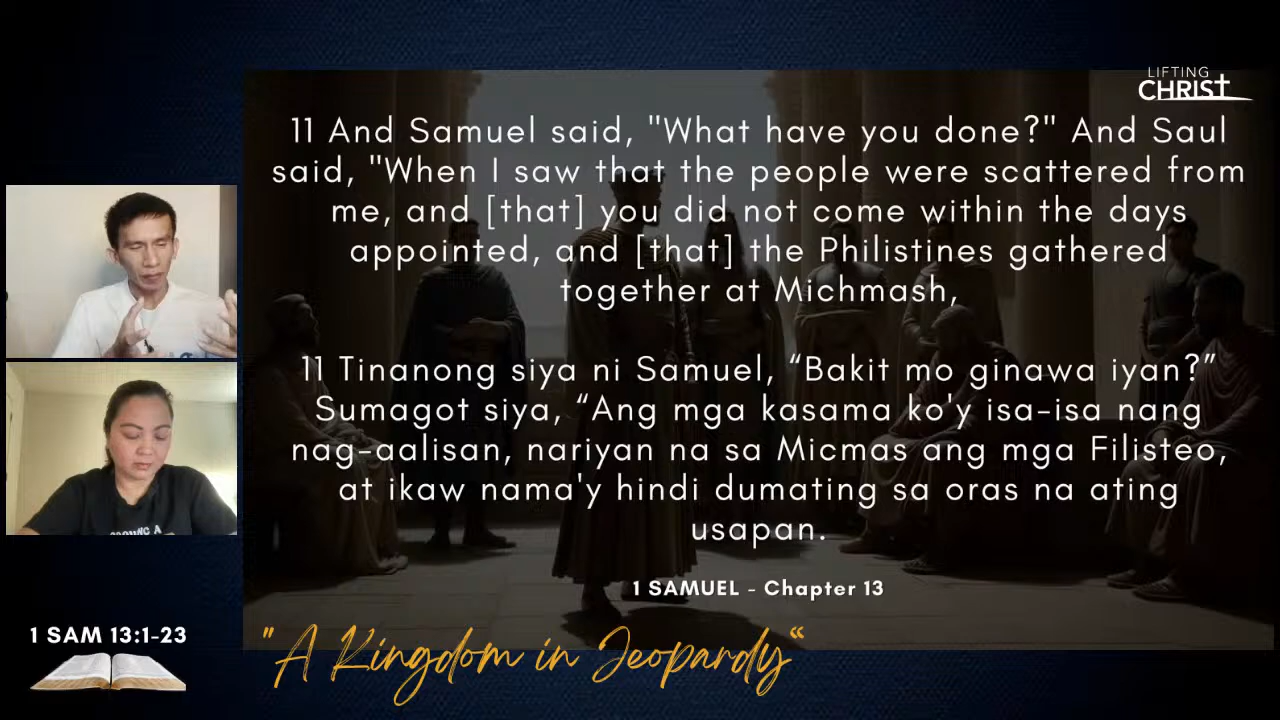 LIFTING
CHRIST
11 And Samuel said, "What have you done?" And Saul
said, "When I saw that the people were scattered from
me, and [that] you did not come within the days
appointed, and [that] the Philistines gathered
together at Michmash,
11 Tinanong siya ni Samuel, “Bakit mo ginawa iyan?”
Sumagot siya, “Ang mga kasama ko'y isa-isa nang
nag-aalisan, nariyan na sa Micmas ang mga Filisteo,
at ikaw nama'y hindi dumating sa oras na ating
usapan.
1 SAMUEL - Chapter 13
1 SAM 13:1-23
"A Kingdom in Jeopardy“